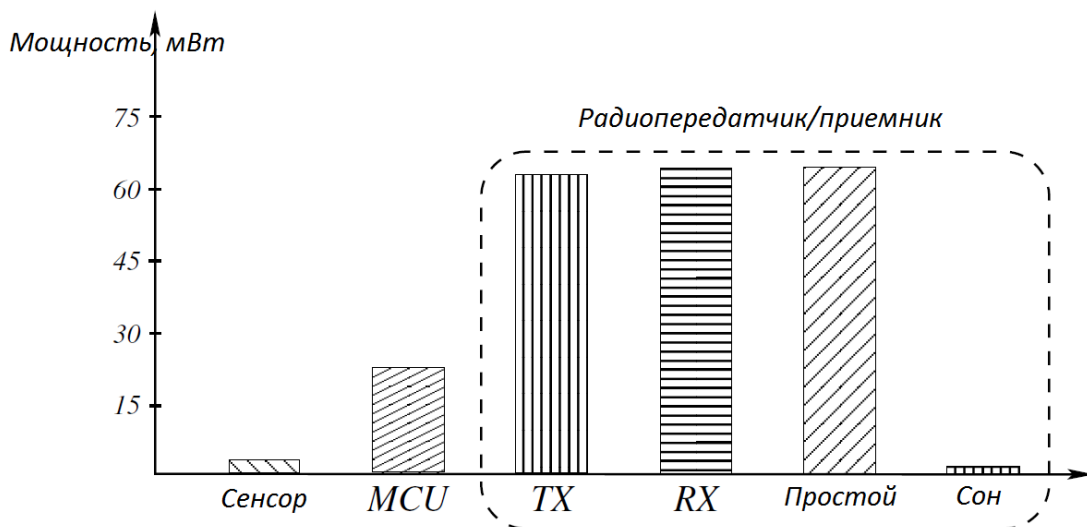 Мощность, мВт
Радиопередатчик/приемник
75
60
45
30
15
Сенсор
MCU
TX
RX
Простой
Сон